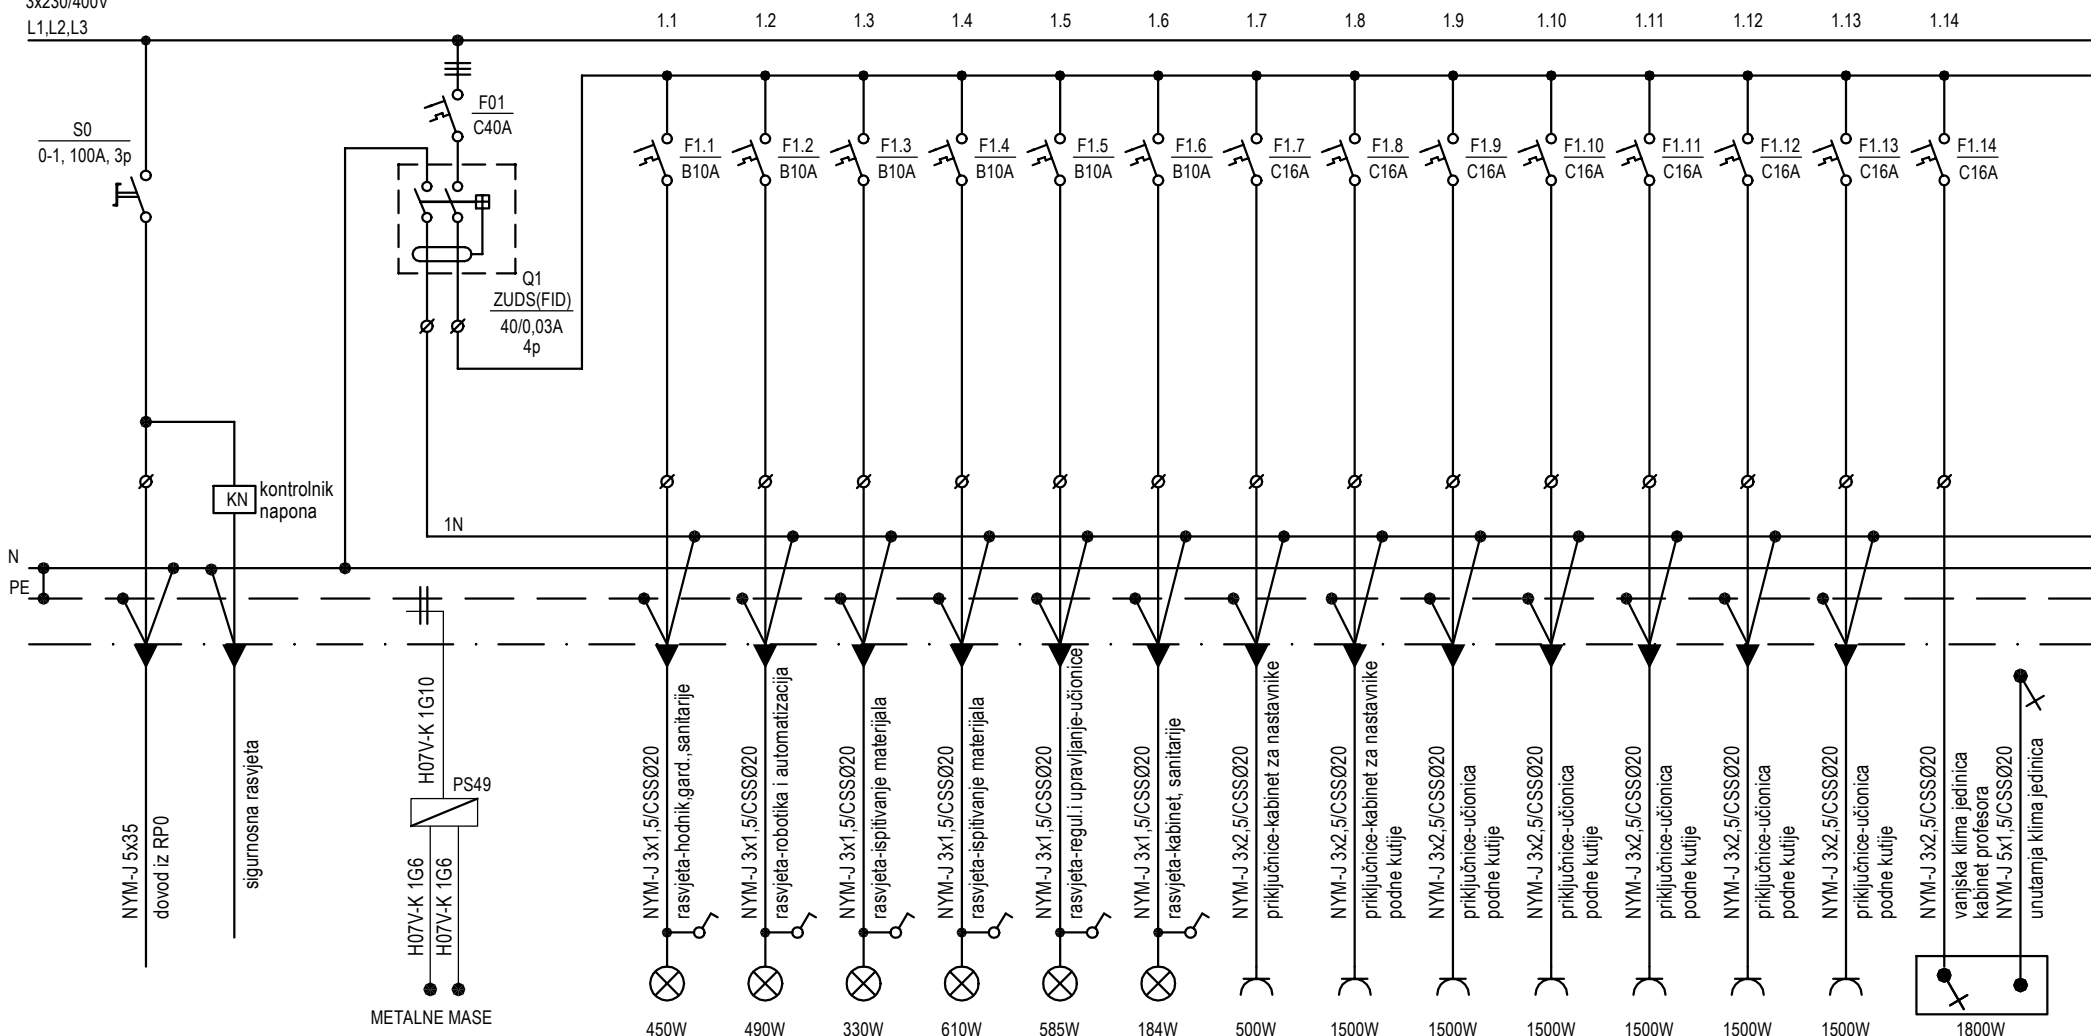 3x230/400V
L1,L2,L3
1.1
1.2
1.3
1.4
1.5
1.6
1.7
1.8
1.9
1.10
1.11
1.12
1.13
1.14
S0
0-1, 100A, 3p
F01
C40A
F1.1
B10A
F1.2
B10A
F1.3
B10A
F1.4
B10A
F1.5
B10A
F1.6
B10A
F1.7
C16A
F1.8
C16A
F1.9
C16A
F1.10
C16A
F1.11
C16A
F1.12
C16A
F1.13
C16A
F1.14
C16A
Q1
ZUDS(FID)
40/0,03A
4p
KN
kontrolnik
napona
1N
N
PE
NYM-J 5x35
dovod iz RP0
sigurnosna rasvjeta
H07V-K 1G10
PS49
H07V-K 1G6
H07V-K 1G6
METALNE MASE
NYM-J 3x1,5/CSSØ20
rasvjeta-hodnik,gard.,sanitarije
NYM-J 3x1,5/CSSØ20
rasvjeta-robotika i automatizacija
NYM-J 3x1,5/CSSØ20
rasvjeta-ispitivanje materijala
NYM-J 3x1,5/CSSØ20
rasvjeta-ispitivanje materijala
NYM-J 3x1,5/CSSØ20
rasvjeta-regul.i upravljanje-učionice
NYM-J 3x1,5/CSSØ20
rasvjeta-kabinet, sanitarije
NYM-J 3x2,5/CSSØ20
priključnice-kabinet za nastavnike
NYM-J 3x2,5/CSSØ20
priključnice-kabinet za nastavnike
podne kutije
NYM-J 3x2,5/CSSØ20
priključnice-učionica
podne kutije
NYM-J 3x2,5/CSSØ20
priključnice-učionica
podne kutije
NYM-J 3x2,5/CSSØ20
priključnice-učionica
podne kutije
NYM-J 3x2,5/CSSØ20
priključnice-učionica
podne kutije
NYM-J 3x2,5/CSSØ20
priključnice-učionica
podne kutije
NYM-J 3x2,5/CSSØ20
vanjska klima jedinica
kabinet profesora
NYM-J 5x1,5/CSSØ20
unutarnja klima jedinica
450W
490W
330W
610W
585W
184W
500W
1500W
1500W
1500W
1500W
1500W
1500W
1800W